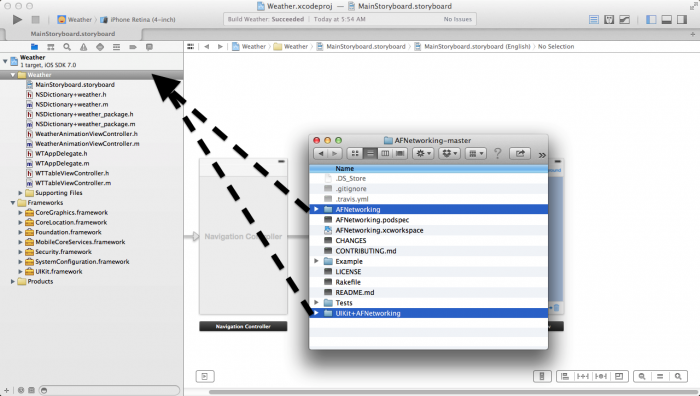 Weather.xcodeproj — MainStoryboard.storyboard
Weather iPhone Retina (4-inch)
Build Weather: Succeeded Today at 5:54 AM
No Issues
MainStoryboard.storyboard
Weather Weather MainStoryboard.storyboard MainStoryboard.storyboard (English) No Selection
Weather
1 target, iOS SDK 7.0
Weather
MainStoryboard.storyboard
NSDictionary+weather.h
NSDictionary+weather.m
NSDictionary+weather_package.h
NSDictionary+weather_package.m
WeatherAnimationViewController.h
WeatherAnimationViewController.m
WTAppDelegate.h
WTAppDelegate.m
WTTableViewController.h
WTTableViewController.m
Supporting Files
Frameworks
CoreGraphics.framework
CoreLocation.framework
Foundation.framework
MobileCoreServices.framework
Security.framework
SystemConfiguration.framework
UIKit.framework
Products
Navigation Controller
Navigation Controller
AFNetworking-master
Name
.DS_Store
.gitignore
.travis.yml
AFNetworking
AFNetworking.podspec
AFNetworking.xcworkspace
CHANGES
CONTRIBUTING.md
Example
LICENSE
Rakefile
README.md
Tests
UIKit+AFNetworking